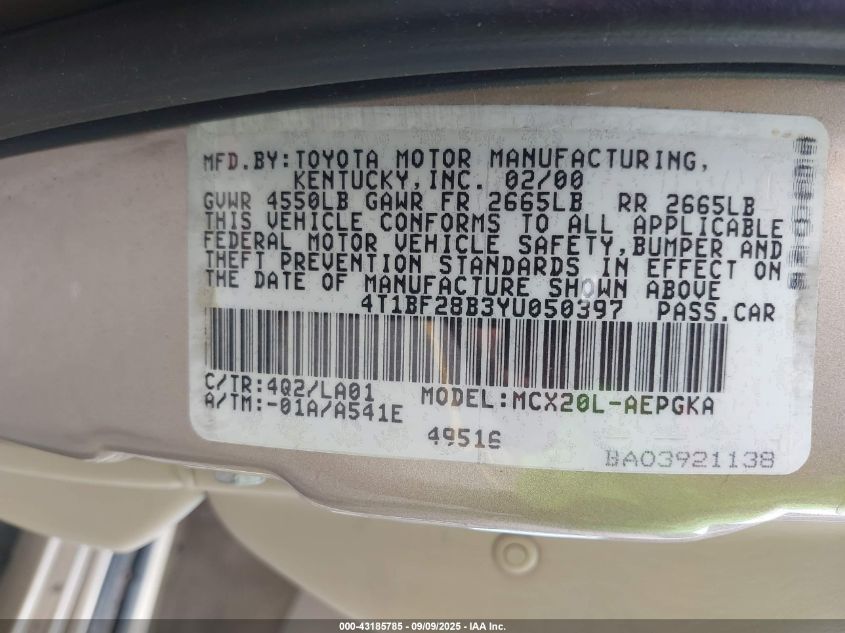 MFD.BY:TOYOTA MOTOR MANUFACTURING,
KENTUCKY,INC. 02/00
GVWR 4550LB GAWR FR 2665LB RR 2665LB
THIS VEHICLE CONFORMS TO ALL APPLICABLE
FEDERAL MOTOR VEHICLE SAFETY,BUMPER AND
THEFT PREVENTION STANDARDS IN EFFECT ON
THE DATE OF MANUFACTURE SHOWN ABOVE
4T1BF28B3YU050397 PASS.CAR
C/TR:4Q2/LA01 MODEL:MCX20L-AEPGKA
A/TM:-01A/A541E
49516
BA03921138
000-43185785 - 09/09/2025 - IAA Inc.